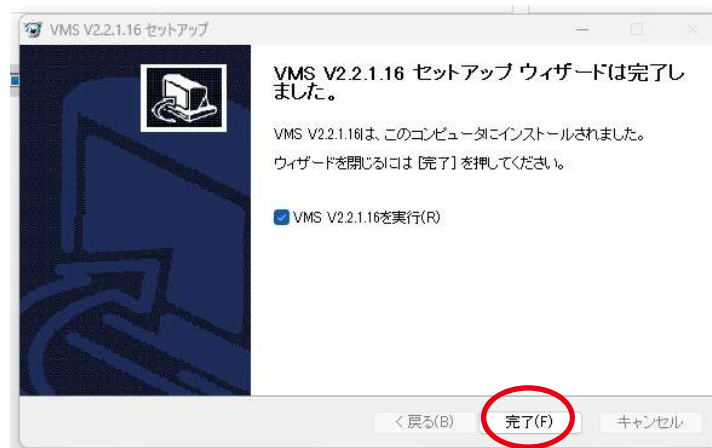 VMS V2.2.1.16 セットアップ
VMS V2.2.1.16 セットアップ ウィザードは完了し
ました。
VMS V2.2.1.16は、このコンピュータにインストールされました。
ウィザードを閉じるには [完了] を押してください。
VMS V2.2.1.16を実行(R)
< 戻る(B)
完了(F)
キャンセル